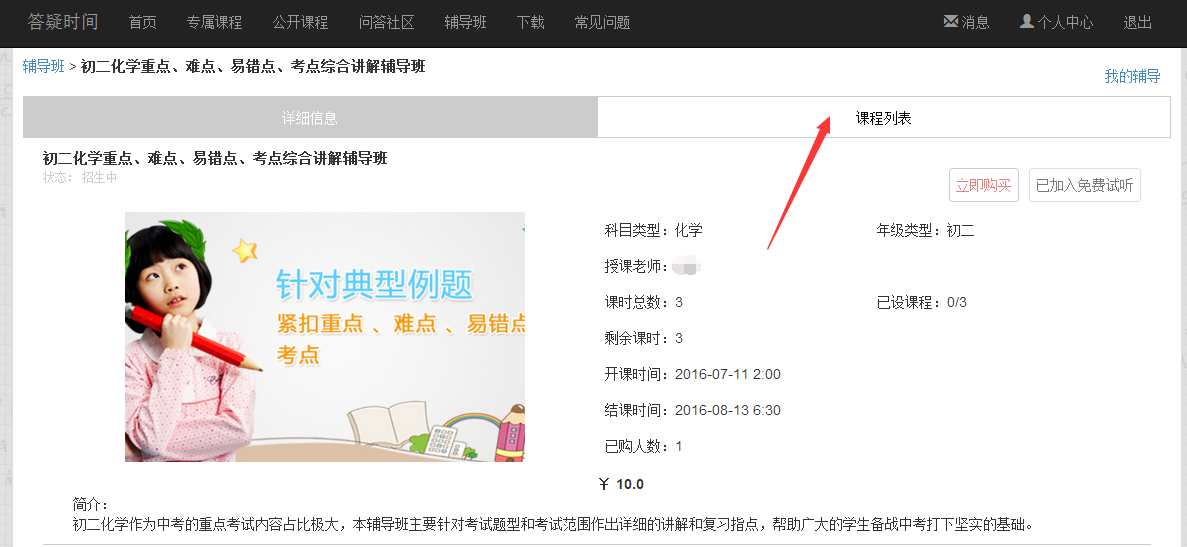 答疑时间 首页 专属课程 公开课程 问答社区 辅导班 下载 常见问题 消息 个人中心 退出
辅导班 > 初二化学重点、难点、易错点、考点综合讲解辅导班
我的辅导
详细信息 课程列表
初二化学重点、难点、易错点、考点综合讲解辅导班
状态： 招生中
立即购买 已加入免费试听
针对典型例题
紧扣重点 、难点 、易错点
考点
科目类型：化学 年级类型：初二
授课老师：
课时总数：3 已设课程：0/3
剩余课时：3
开课时间：2016-07-11 2:00
结课时间：2016-08-13 6:30
已购人数：1
￥ 10.0
简介：
初二化学作为中考的重点考试内容占比极大，本辅导班主要针对考试题型和考试范围作出详细的讲解和复习指点，帮助广大的学生备战中考打下坚实的基础。